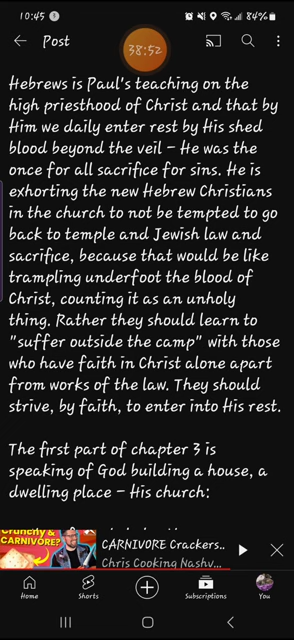 10:45
84%
Post
38:52
Hebrews is Paul's teaching on the
high priesthood of Christ and that by
Him we daily enter rest by His shed
blood beyond the veil – He was the
once for all sacrifice for sins. He is
exhorting the new Hebrew Christians
in the church to not be tempted to go
back to temple and Jewish law and
sacrifice, because that would be like
trampling underfoot the blood of
Christ, counting it as an unholy
thing. Rather they should learn to
"suffer outside the camp" with those
who have faith in Christ alone apart
from works of the law. They should
strive, by faith, to enter into His rest.
The first part of chapter 3 is
speaking of God building a house, a
dwelling place – His church:
Crunchy &
CARNIVORE?
CARNIVORE Crackers..
Chris Cooking Nashv...
Home
Shorts
Subscriptions
You